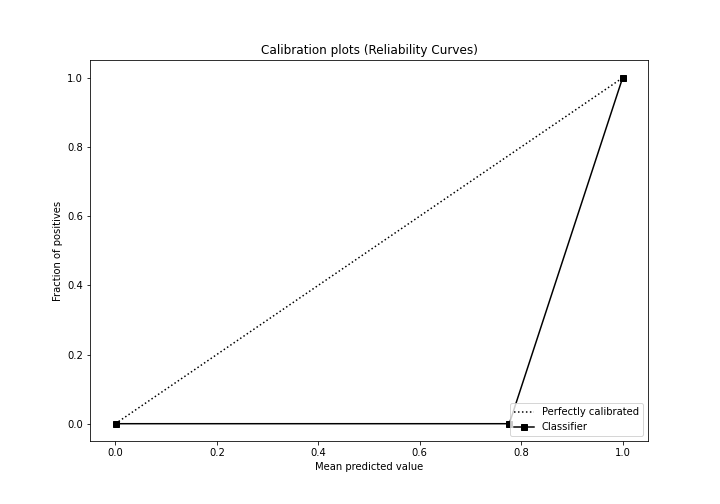 Calibration plots (Reliability Curves)
1.0
0.8
0.6
0.4
0.2
0.0
Fraction of positives
0.0 0.2 0.4 0.6 0.8 1.0
Mean predicted value
Perfectly calibrated
Classifier